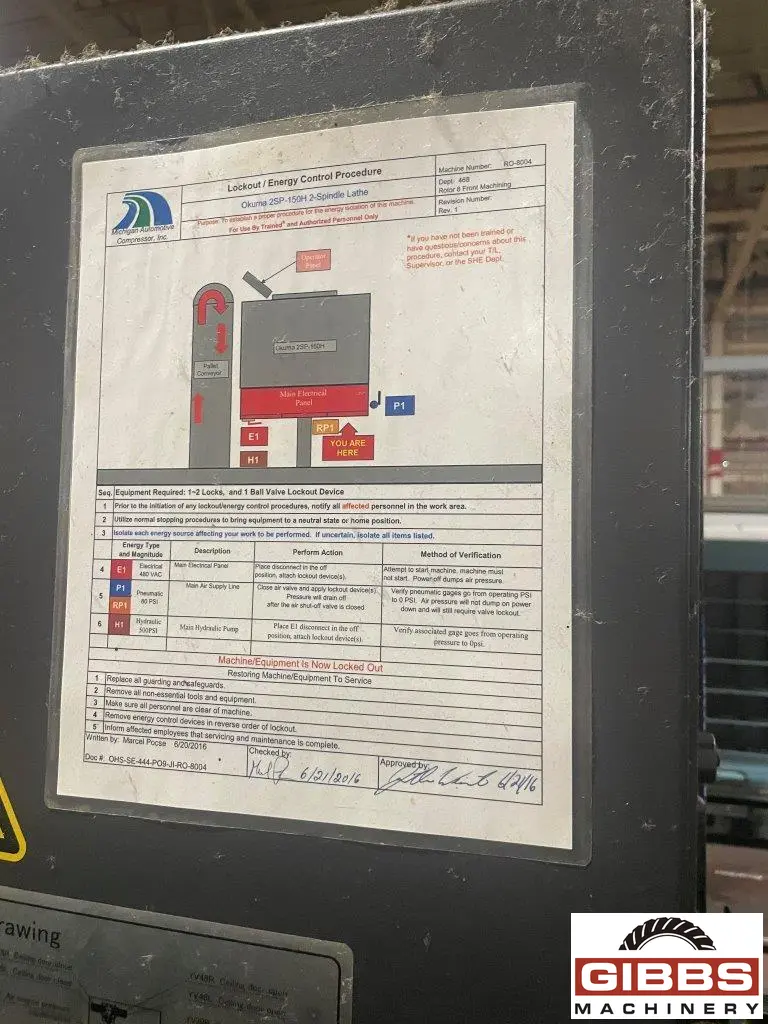 Lockout / Energy Control Procedure
Okuma 2SP-150H 2-Spindle Lathe
Purpose: To establish a proper procedure for the energy isolation of this machine.
For Use By Trained* and Authorized Personnel Only
Machine Number: RO-8004
Dept. 468
Rotor 8 Front Machining
Revision Number:
Rev. 1
Michigan Automotive
Compressor, Inc.
*If you have not been trained or
have questions/concerns about this
procedure, contact your T/L,
Supervisor, or the SHE Dept.
Operator
Panel
Okuma 2SP-150H
Pallet
Conveyor
Main Electrical
Panel
P1
E1
RP1
YOU ARE
HERE
H1
Seq. Equipment Required: 1~2 Locks, and 1 Ball Valve Lockout Device
1 Prior to the initiation of any lockout/energy control procedures, notify all affected personnel in the work area.
2 Utilize normal stopping procedures to bring equipment to a neutral state or home position.
3 Isolate each energy source affecting your work to be performed. If uncertain, isolate all items listed.
Energy Type
and Magnitude Description Perform Action Method of Verification
4 E1 Electrical
480 VAC Main Electrical Panel Place disconnect in the off
position, attach lockout device(s). Attempt to start machine, machine must
not start. Power off dumps air pressure.
5 P1 RP1 Pneumatic
80 PSI Main Air Supply Line Close air valve and apply lockout device(s).
Pressure will drain off
after the air shut-off valve is closed Verify pneumatic gages go from operating PSI
to 0 PSI. Air pressure will not dump on power
down and will still require valve lockout.
6 H1 Hydraulic
500PSI Main Hydraulic Pump Place E1 disconnect in the off
position, attach lockout device(s). Verify associated gage goes from operating
pressure to 0psi.
Machine/Equipment Is Now Locked Out
Restoring Machine/Equipment To Service
1 Replace all guarding and safeguards.
2 Remove all non-essential tools and equipment.
3 Make sure all personnel are clear of machine.
4 Remove energy control devices in reverse order of lockout.
5 Inform affected employees that servicing and maintenance is complete.
Written by: Marcel Pocse 6/20/2016
Checked by:
6/21/2016
Approved by:
Doc #: OHS-SE-444-PO9-JI-RO-8004
rawing
GIBBS
MACHINERY